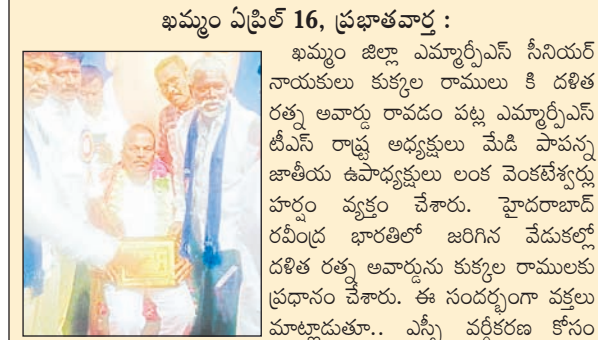 ఖమ్మం ఏప్రిల్ 16, ప్రభాతవార్త :
ఖమ్మం జిల్లా ఎమ్మార్పీఎస్ సీనియర్
నాయకులు కుక్కల రాములు కి దళిత
రత్న అవార్డు రావడం పట్ల ఎమ్మార్పీఎస్
టీఎస్ రాష్ట్ర అధ్యక్షులు మేడి పాపన్న
జాతీయ ఉపాధ్యక్షులు లంక వెంకటేశ్వర్లు
హర్షం వ్యక్తం చేశారు. హైదరాబాద్
రవీంద్ర భారతిలో జరిగిన వేడుకల్లో
దళిత రత్న అవార్డును కుక్కల రాములకు
ప్రధానం చేశారు. ఈ సందర్భంగా వక్తలు
మాట్లాడుతూ.. ఎస్సీ వర్గీకరణ కోసం